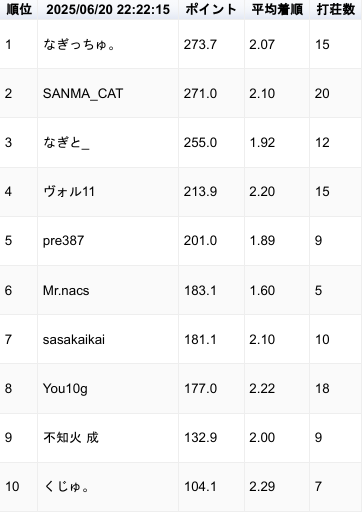 順位 2025/06/20 22:22:15 ポイント 平均着順 打荘数
1 なぎっちゅ。 273.7 2.07 15
2 SANMA_CAT 271.0 2.10 20
3 なぎと_ 255.0 1.92 12
4 ヴォル11 213.9 2.20 15
5 pre387 201.0 1.89 9
6 Mr.nacs 183.1 1.60 5
7 sasakaikai 181.1 2.10 10
8 You10g 177.0 2.22 18
9 不知火 成 132.9 2.00 9
10 くじゅ。 104.1 2.29 7